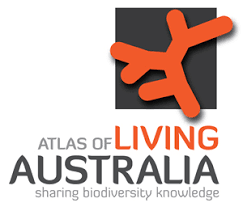 ATLAS OF LIVING
AUSTRALIA
sharing biodiversity knowledge